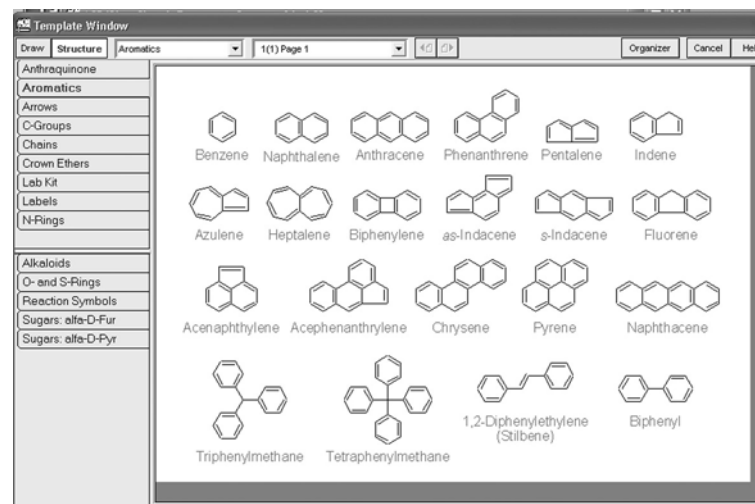 Template Window
Draw Structure Aromatics 1(1) Page 1 Organizer Cancel
Anthraquinone
Aromatics
Arrows
C-Groups
Chains
Crown Ethers
Lab Kit
Labels
N-Rings
Alkaloids
O- and S-Rings
Reaction Symbols
Sugars: alfa-D-Fur
Sugars: alfa-D-Pyr
Benzene Naphthalene Anthracene Phenanthrene Pentalene Indene
Azulene Heptalene Biphenylene as-Indacene s-Indacene Fluorene
Acenaphthylene Acephenanthrylene Chrysene Pyrene Naphthacene
Triphenylmethane Tetraphenylmethane 1,2-Diphenylethylene Biphenyl
(Stilbene)